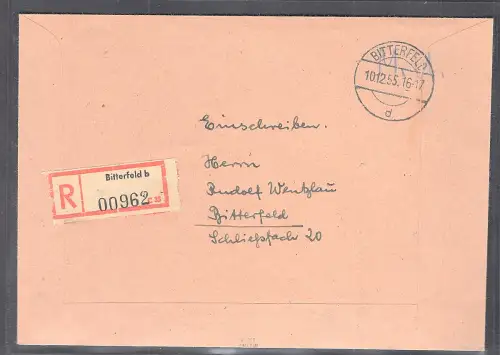 BITTERFELD
10.12.55.16-17
d
Einschreiben.
Herrn
Rudolf Wentzlau
Bitterfeld
Schließfach 20
R
Bitterfeld b
00962